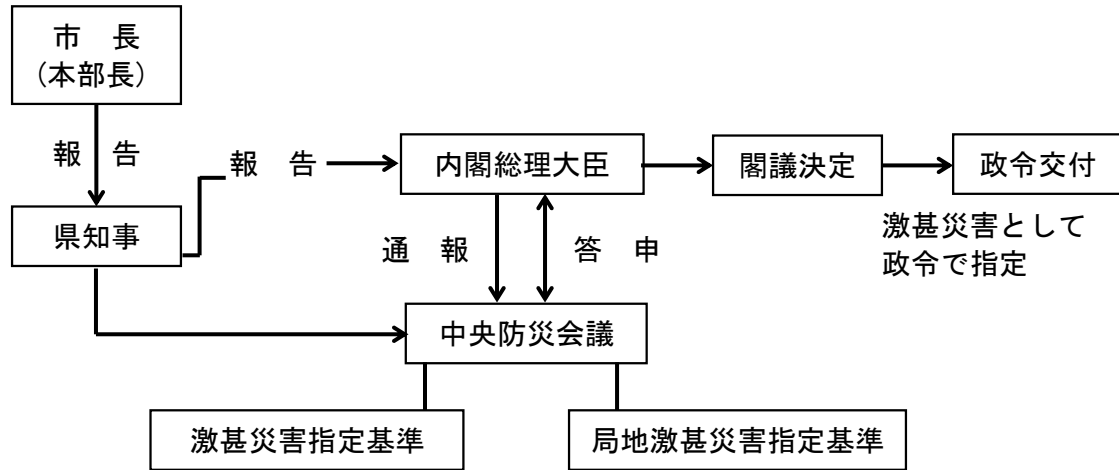 市　長
（本部長）
報　告
報　告
内閣総理大臣
閣議決定
政令交付
県知事
通　報
答　申
激甚災害として
政令で指定
中央防災会議
激甚災害指定基準
局地激甚災害指定基準